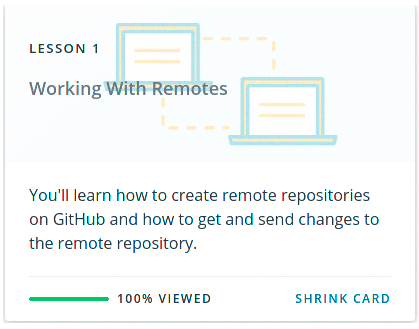 LESSON 1
Working With Remotes
You'll learn how to create remote repositories
on GitHub and how to get and send changes to
the remote repository.
100% VIEWED
SHRINK CARD